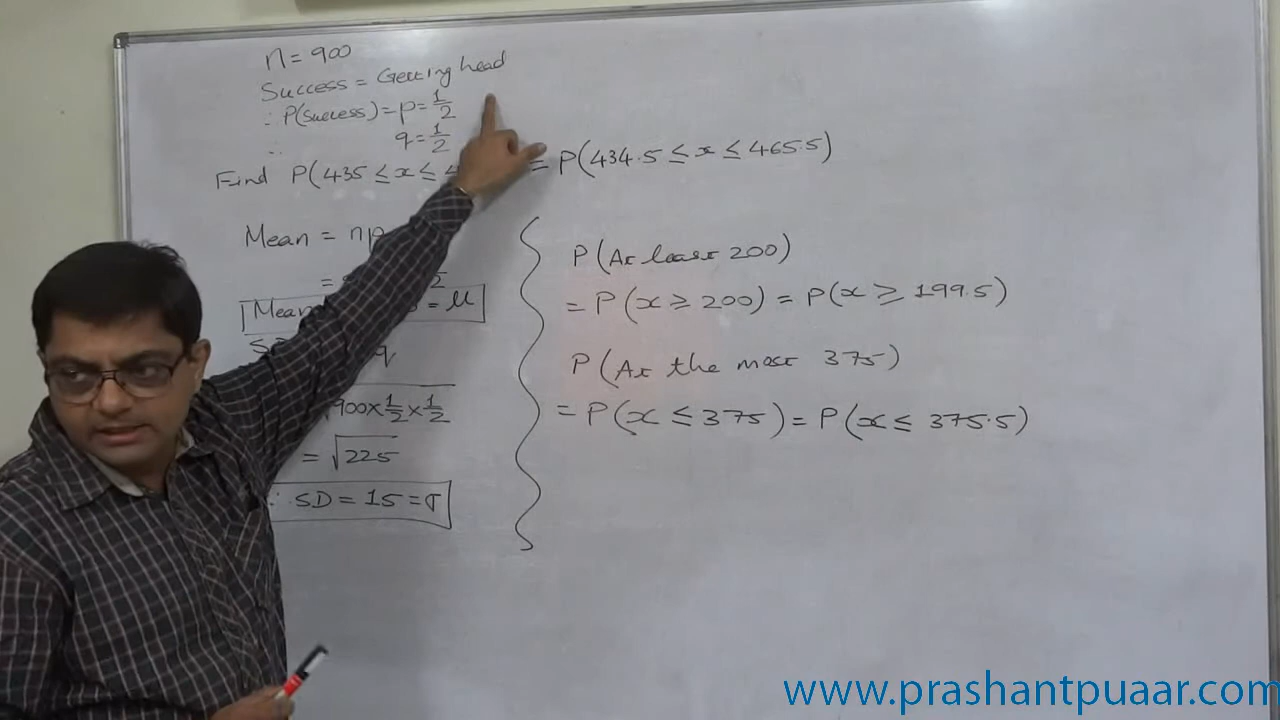 n = 900
Success = Getting head
∴ P(success) = p = 1/2
∴ q = 1/2
Find P(435 ≤ x ≤ 4 = P(434.5 ≤ x ≤ 465.5)
Mean = np
=
Mean = μ
S q
900 × 1/2 × 1/2
= √225
∴ SD = 15 = σ
P(At least 200)
= P(x ≥ 200) = P(x ≥ 199.5)
P(At the most 375)
= P(x ≤ 375) = P(x ≤ 375.5)
www.prashantpuaar.com